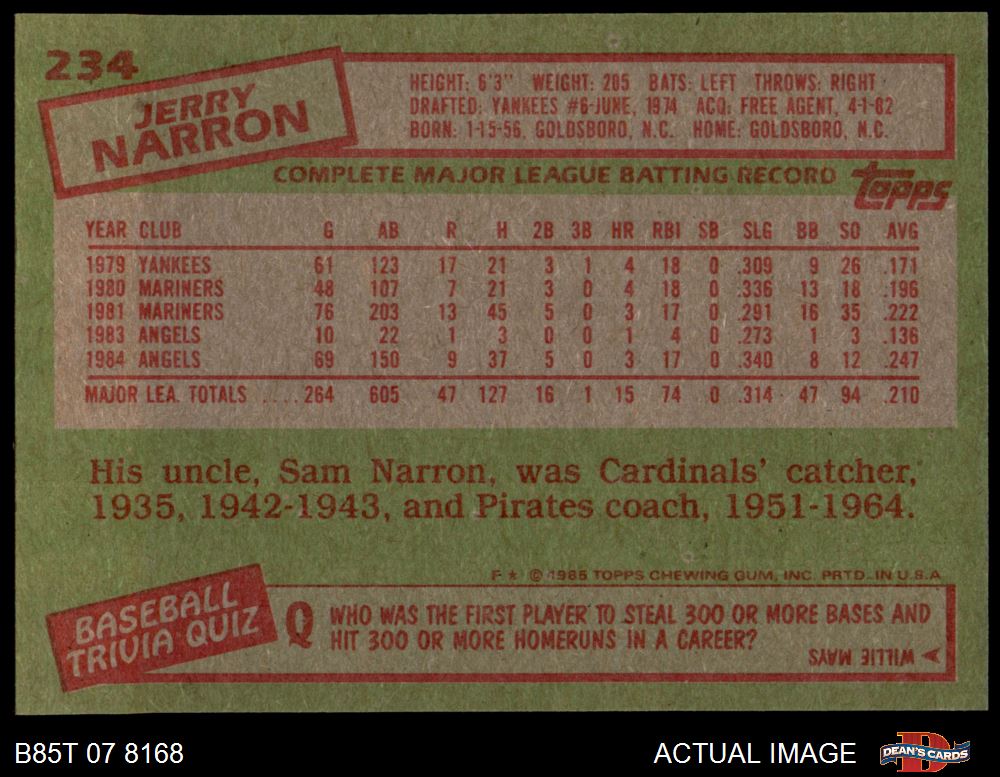 234
JERRY
NARRON
HEIGHT: 6'3" WEIGHT: 205 BATS: LEFT THROWS: RIGHT
DRAFTED: YANKEES #6-JUNE, 1974 ACQ: FREE AGENT, 4-1-82
BORN: 1-15-56, GOLDSBORO, N.C. HOME: GOLDSBORO, N.C.
COMPLETE MAJOR LEAGUE BATTING RECORD
topps
YEAR CLUB G AB R H 2B 3B HR RBI SB SLG BB SO AVG
1979 YANKEES 61 123 17 21 3 1 4 18 0 .309 9 26 .171
1980 MARINERS 48 107 7 21 3 0 4 18 0 .336 13 18 .196
1981 MARINERS 76 203 13 45 5 0 3 17 0 .291 16 35 .222
1983 ANGELS 10 22 1 3 0 0 1 4 0 .273 1 3 .136
1984 ANGELS 69 150 9 37 5 0 3 17 0 .340 8 12 .247
MAJOR LEA. TOTALS .... 264 605 47 127 16 1 15 74 0 .314 47 94 .210
His uncle, Sam Narron, was Cardinals' catcher,
1935, 1942-1943, and Pirates coach, 1951-1964.
F * © 1985 TOPPS CHEWING GUM, INC. PRTD. IN U.S.A.
BASEBALL
TRIVIA QUIZ
Q WHO WAS THE FIRST PLAYER TO STEAL 300 OR MORE BASES AND
HIT 300 OR MORE HOMERUNS IN A CAREER?
A WILLIE MAYS
B85T 07 8168
ACTUAL IMAGE
D
DEAN'S CARDS